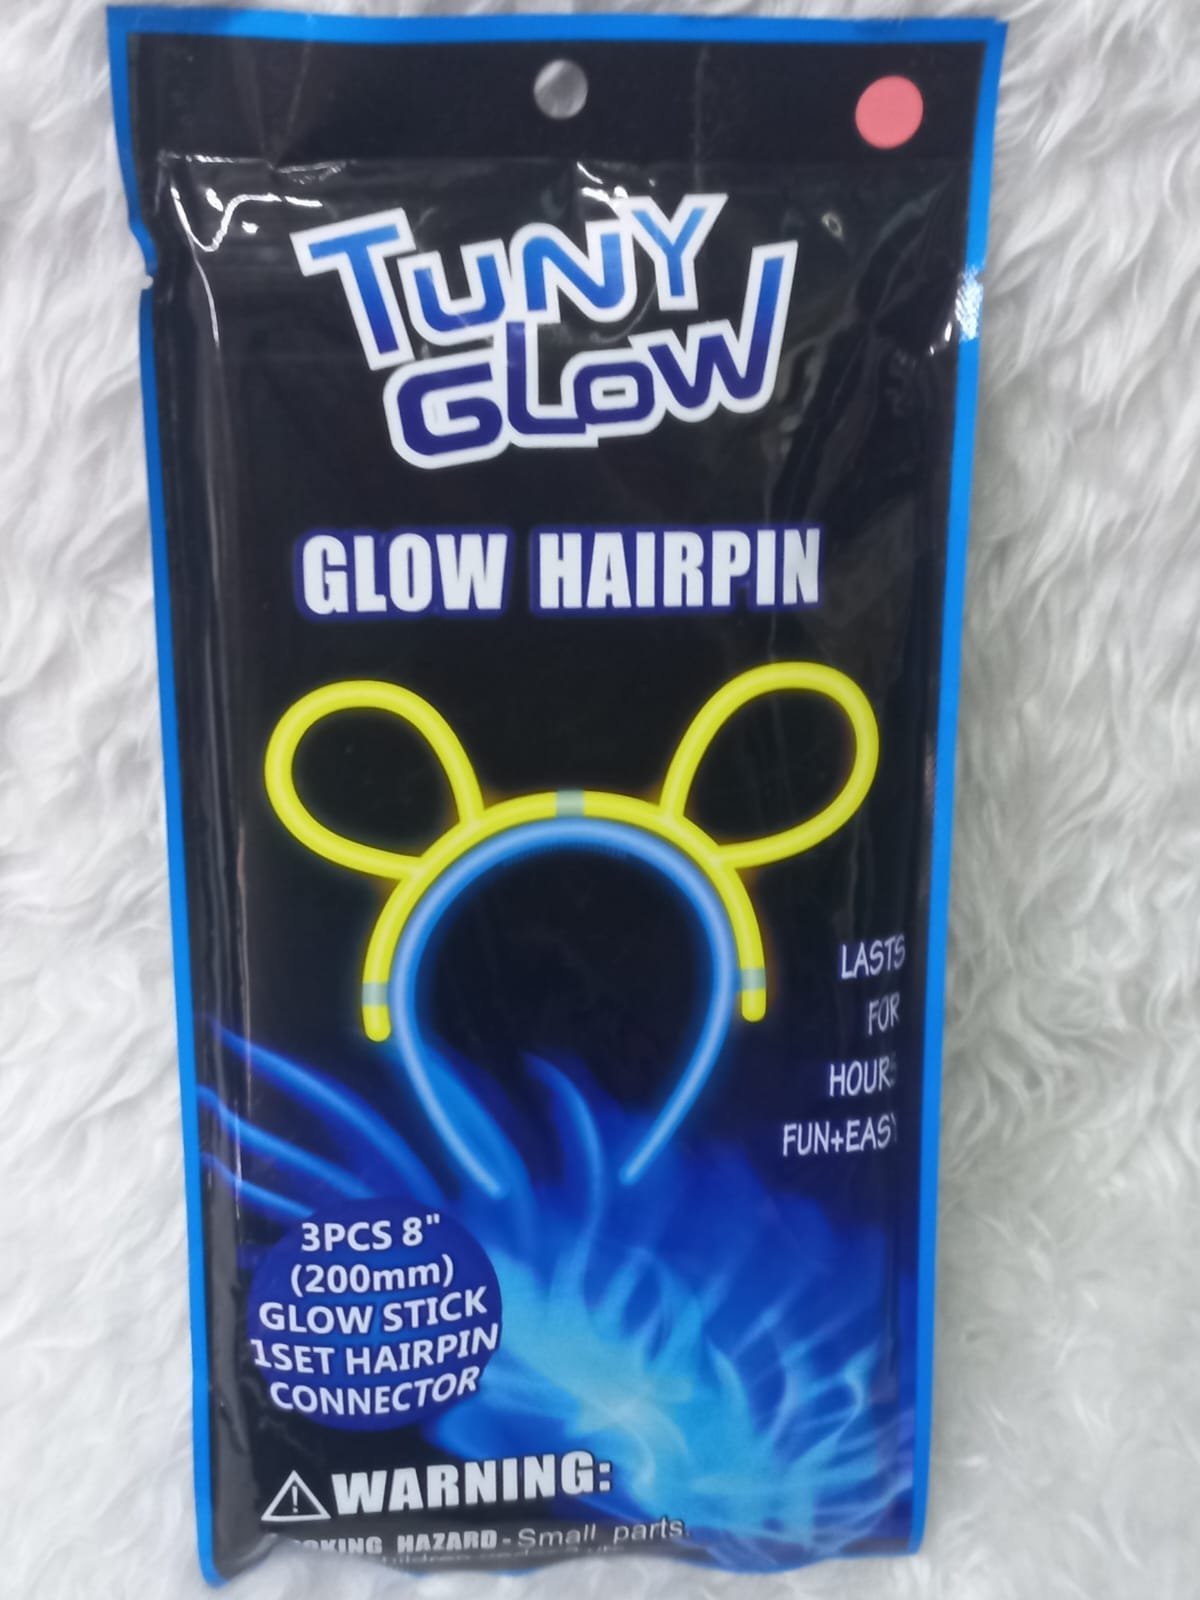 TUNY
GLOW
GLOW HAIRPIN
LASTS
FOR
HOURS
FUN+EASY
3PCS 8"
(200mm)
GLOW STICK
1SET HAIRPIN
CONNECTOR
WARNING:
HAZARD - Small parts.